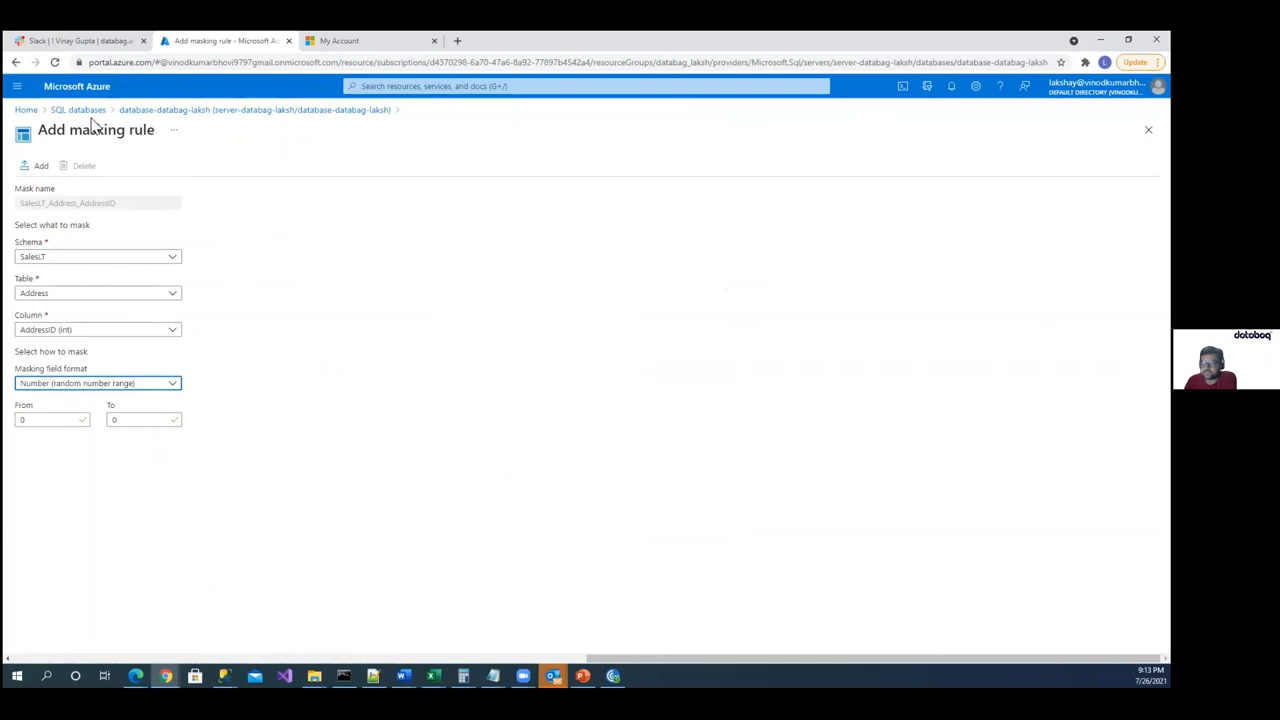 Slack | ! Vinay Gupta | databag.
Add masking rule - Microsoft Az
My Account
portal.azure.com/#@vinodkumarbhovi9797gmail.onmicrosoft.com/resource/subscriptions/d4370298-6a70-47a6-8a92-77897b4542a4/resourceGroups/databag_laksh/providers/Microsoft.Sql/servers/server-databag-laksh/databases/database-databag-laksh
Update
Microsoft Azure
Search resources, services, and docs (G+/)
lakshay@vinodkumarbh...
DEFAULT DIRECTORY (VINODKU...
L
Home > SQL databases > database-databag-laksh (server-databag-laksh/database-databag-laksh) >
Add masking rule
Add
Delete
Mask name
SalesLT_Address_AddressID
Select what to mask
Schema *
SalesLT
Table *
Address
Column *
AddressID (int)
Select how to mask
Masking field format
Number (random number range)
From
To
0
0
databag
9:13 PM
7/26/2021